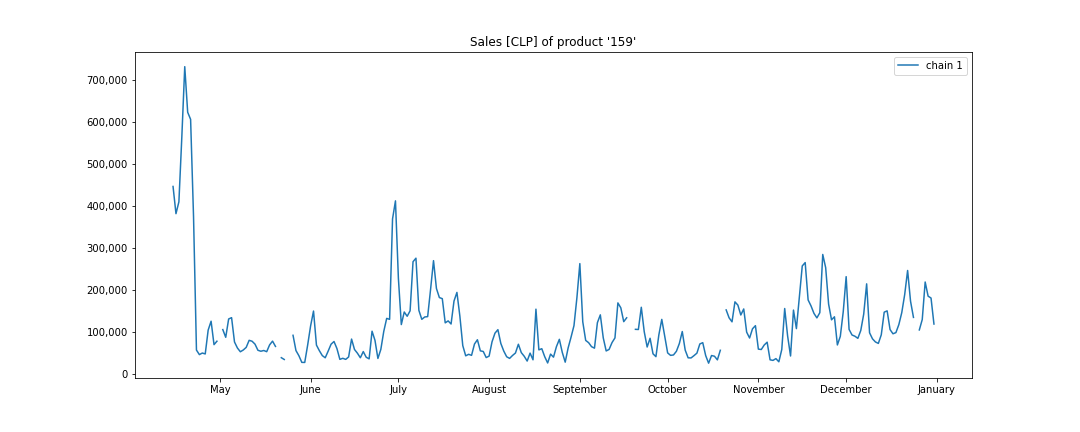 Sales [CLP] of product '159'
chain 1
700,000
600,000
500,000
400,000
300,000
200,000
100,000
0
May June July August September October November December January